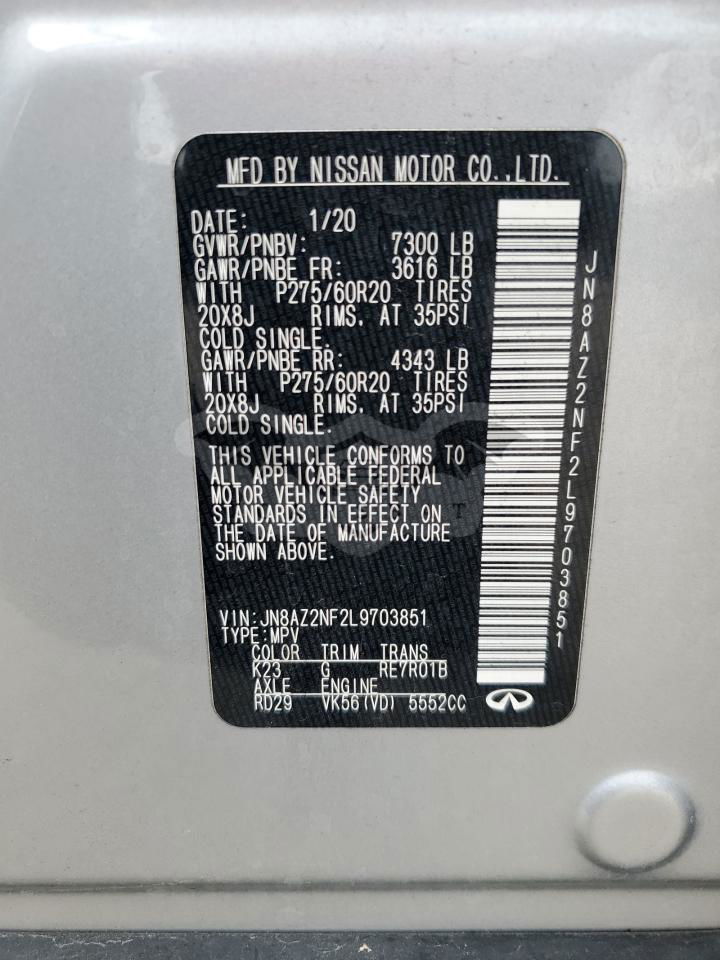 MFD BY NISSAN MOTOR CO.,LTD.
DATE: 1/20
GVWR/PNBV: 7300 LB
GAWR/PNBE FR: 3616 LB
WITH P275/60R20 TIRES
20X8J RIMS, AT 35PSI
COLD SINGLE.
GAWR/PNBE RR: 4343 LB
WITH P275/60R20 TIRES
20X8J RIMS, AT 35PSI
COLD SINGLE.
THIS VEHICLE CONFORMS TO
ALL APPLICABLE FEDERAL
MOTOR VEHICLE SAFETY
STANDARDS IN EFFECT ON
THE DATE OF MANUFACTURE
SHOWN ABOVE.
VIN:JN8AZ2NF2L9703851
TYPE:MPV
COLOR TRIM TRANS
K23 G RE7R01B
AXLE ENGINE
RD29 VK56(VD) 5552CC
JN8AZ2NF2L9703851